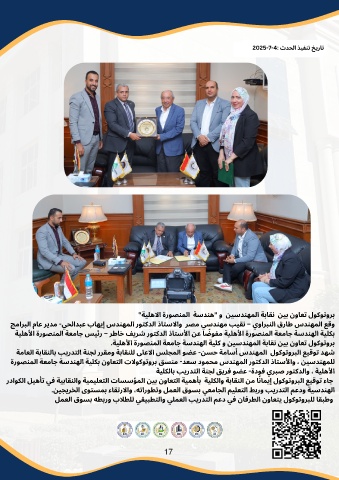 تاريخ تنفيذ الحدث :4-7-2025
بروتوكول تعاون بين نقابة المهندسين و "هندسة المنصورة الاهلية"
وقع المهندس طارق النبراوي – نقيب مهندسي مصر والاستاذ الدكتور المهندس إيهاب عبدالحي- مدير عام البرامج
بكلية الهندسة جامعة المنصورة الأهلية مفوضاً عن الأستاذ الدكتور شريف خاطر – رئيس جامعة المنصورة الأهلية
بروتوكول تعاون بين نقابة المهندسين و كلية الهندسة جامعة المنصورة الأهلية.
شهد توقيع البروتوكول المهندس أسامة حسن- عضو المجلس الاعلى للنقابة ومقرر لجنة التدريب بالنقابة العامة
للمهندسين ، والأستاذ الدكتور المهندس محمود سعد- منسق بروتوكولات التعاون بكلية الهندسة جامعة المنصورة
الأهلية ، والدكتور صبري فودة- عضو فريق لجنة التدريب بالكلية
جاء توقيع البروتوكول إيمانا من النقابة والكلية بأهمية التعاون بين المؤسسات التعليمية والنقابية في تأهيل الكوادر
الهندسية ودعم التدريب وربط التعليم الجامعي بسوق العمل وتطوراته، والارتقاء بمستوى الخريجين.
وطبقا للبروتوكول يتعاون الطرفان في دعم التدريب العملي والتطبيقي للطلاب وربطه بسوق العمل
17